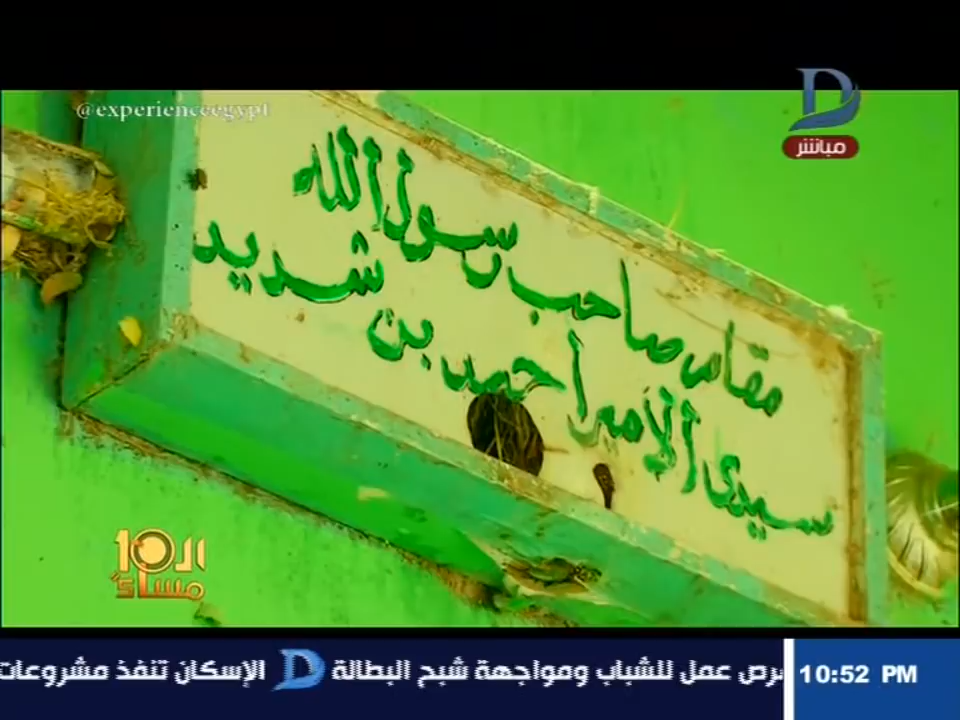 @experienceegypt
مباشر
مقام صاحب رسول الله
سيدى الأمير احمد بن شديد
الـ10 مساءً
فرص عمل للشباب ومواجهة شبح البطالة
الإسكان تنفذ مشروعات
10:52 PM